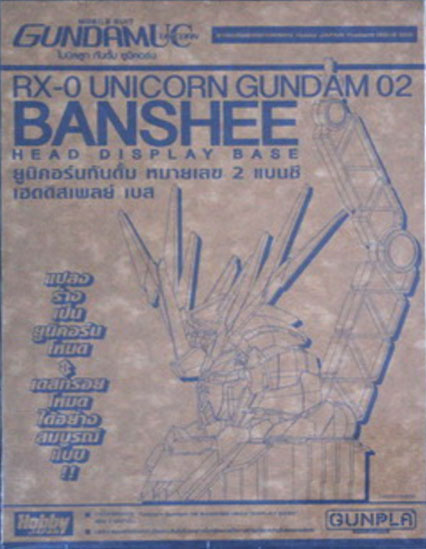 MOBILE SUIT
GUNDAM UC UNICORN
โมบิลสูท กันดั้ม ยูนิคอร์น
RX-0 UNICORN GUNDAM 02
BANSHEE
HEAD DISPLAY BASE
ยูนิคอร์นกันดั้ม หมายเลข 2 แบนชี
เฮดดิสเพลย์ เบส
แปลง
ร่าง
เป็น
ยูนิคอร์น
โหมด
เดสทรอย
โหมด
ได้อย่าง
สมบูรณ์
แบบ
!!
Hobby
JAPAN
GUNPLA